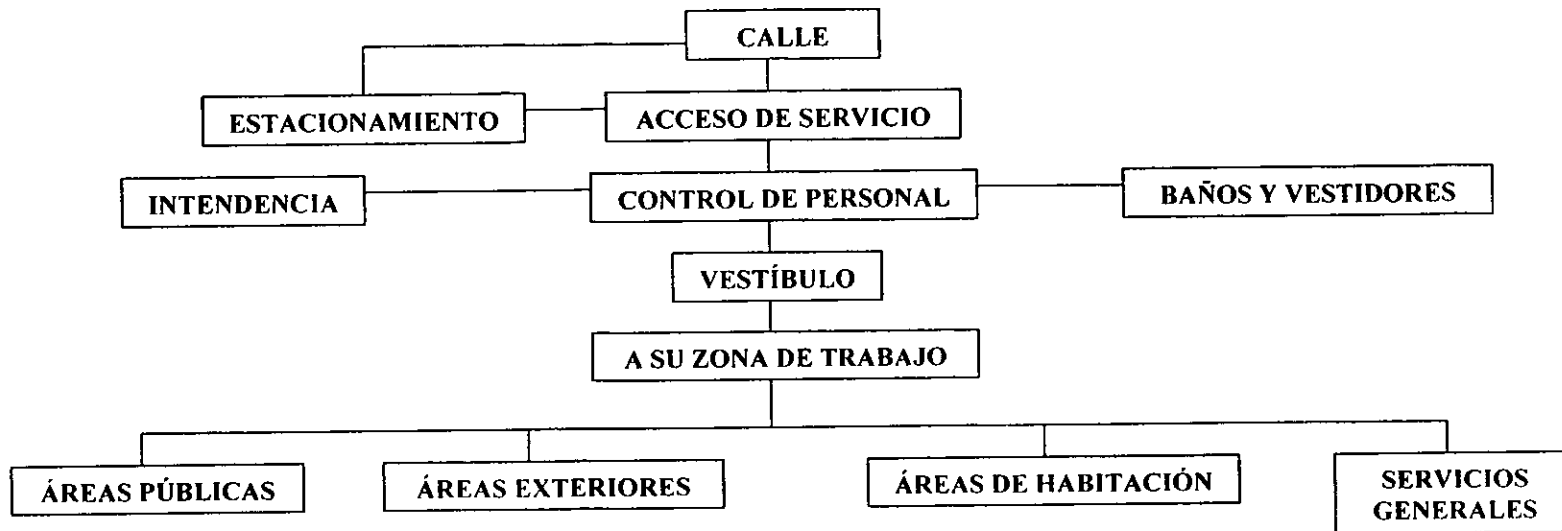 CALLE
ESTACIONAMIENTO
ACCESO DE SERVICIO
INTENDENCIA
CONTROL DE PERSONAL
BAÑOS Y VESTIDORES
VESTÍBULO
A SU ZONA DE TRABAJO
ÁREAS PÚBLICAS
ÁREAS EXTERIORES
ÁREAS DE HABITACIÓN
SERVICIOS
GENERALES